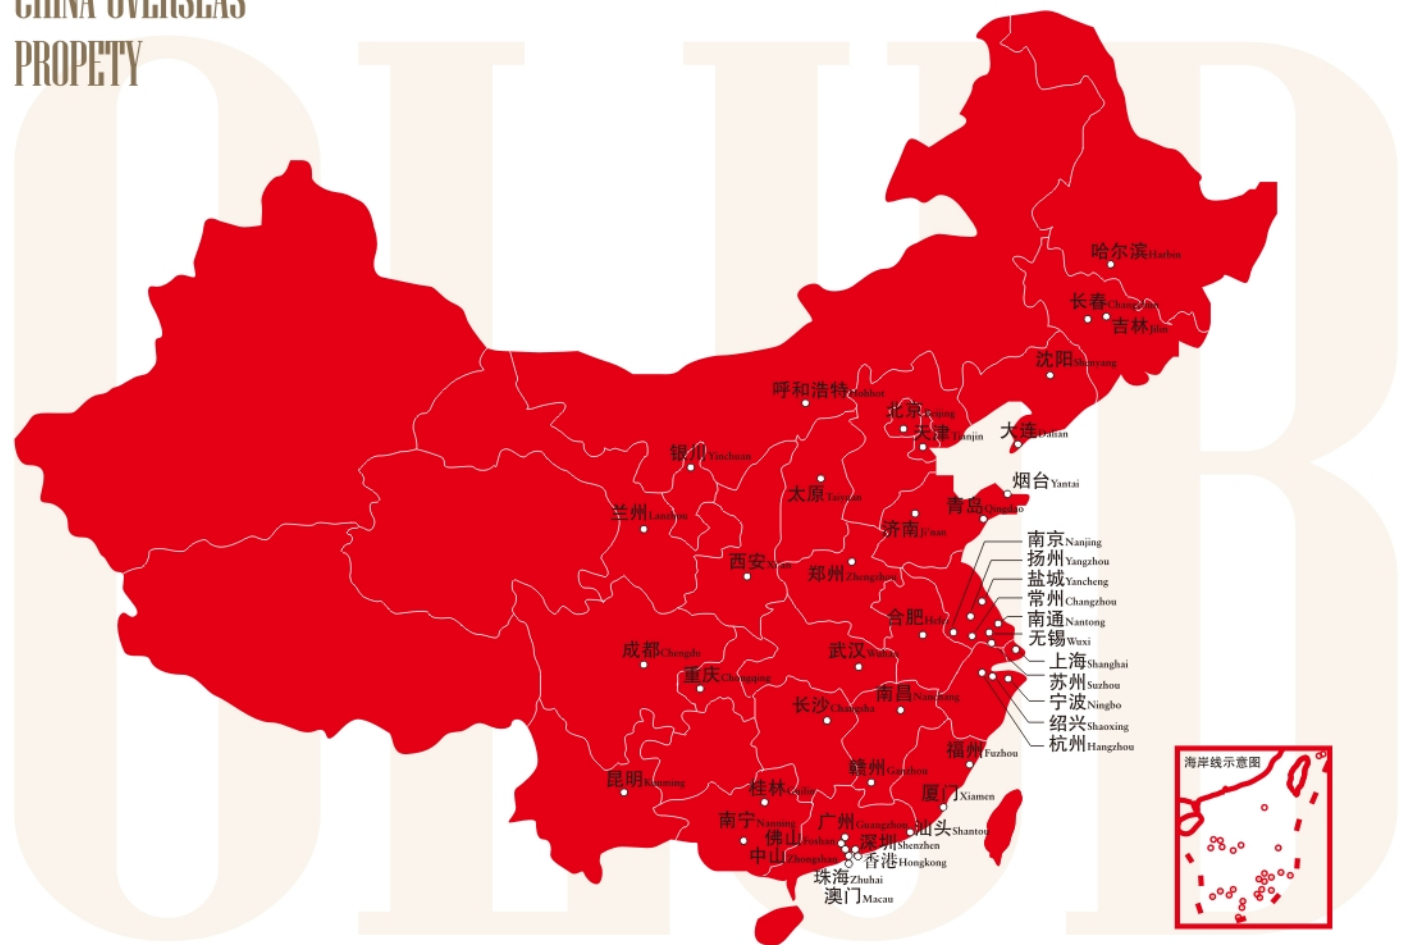 CHINA OVERSEAS
PROPETY
CLUB
哈尔滨Harbin
长春Changchun
吉林Jilin
沈阳Shenyang
呼和浩特Hohhot
北京Beijing
天津Tianjin
大连Dalian
银川Yinchuan
烟台Yantai
太原Taiyuan
青岛Qingdao
兰州Lanzhou
济南Ji'nan
南京Nanjing
西安Xi'an
扬州Yangzhou
郑州Zhengzhou
盐城Yancheng
常州Changzhou
合肥Hefei
南通Nantong
无锡Wuxi
成都Chengdu
武汉Wuhan
上海Shanghai
重庆Chongqing
苏州Suzhou
南昌Nanchang
宁波Ningbo
长沙Changsha
绍兴Shaoxing
杭州Hangzhou
福州Fuzhou
海岸线示意图
赣州Ganzhou
昆明Kunming
桂林Guilin
厦门Xiamen
南宁Nanning
广州Guangzhou
汕头Shantou
佛山Foshan
深圳Shenzhen
中山Zhongshan
香港Hongkong
珠海Zhuhai
澳门Macau